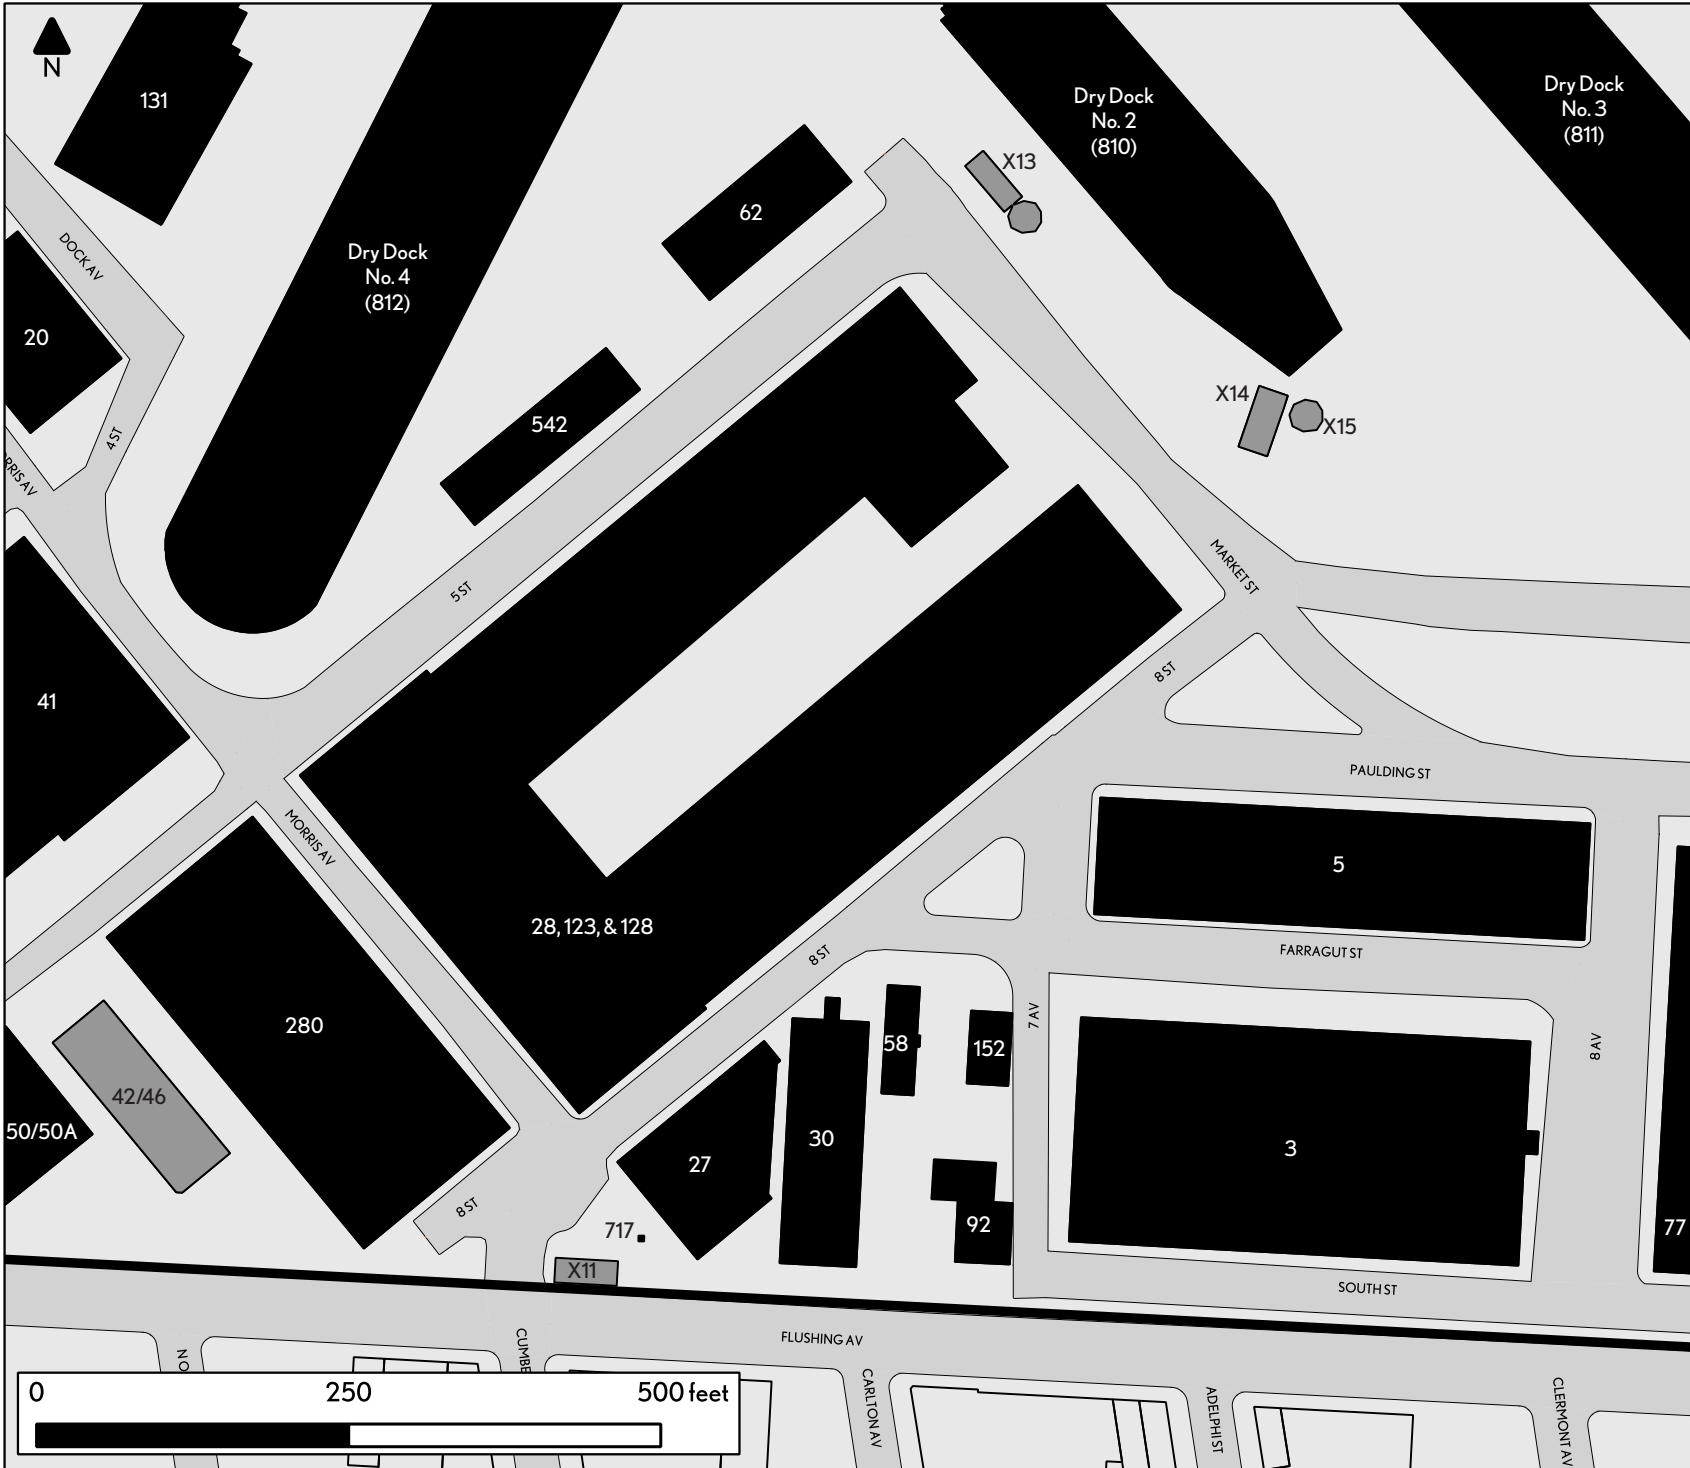 N
131
Dry Dock
No. 2
(810)
Dry Dock
No. 3
(811)
X13
62
DOCK AV
Dry Dock
No. 4
(812)
20
X14
X15
542
4 ST
RRIS AV
5 ST
MARKET ST
8 ST
41
PAULDING ST
MORRIS AV
5
28, 123, & 128
8 ST
FARRAGUT ST
280
58
152
7 AV
8 AV
42/46
50/50A
30
3
27
8 ST
717
92
77
X11
SOUTH ST
FLUSHING AV
NO
CUMBE
CARLTON AV
ADELPHI ST
CLERMONT AV
0 250 500 feet